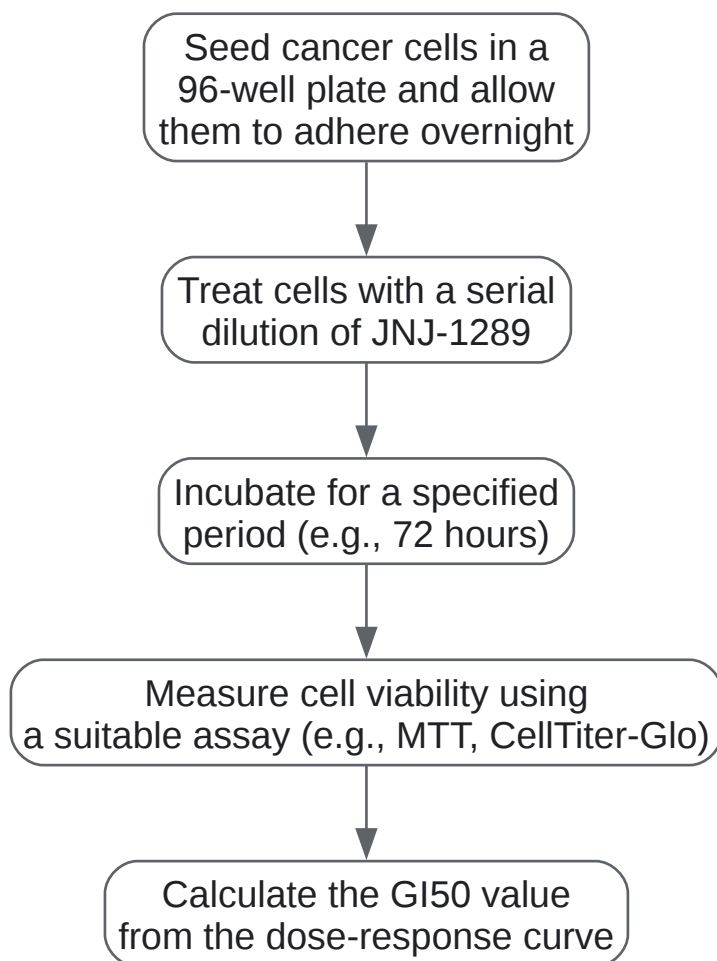 Seed cancer cells in a
96-well plate and allow
them to adhere overnight
Treat cells with a serial
dilution of JNJ-1289
Incubate for a specified
period (e.g., 72 hours)
Measure cell viability using
a suitable assay (e.g., MTT, CellTiter-Glo)
Calculate the GI50 value
from the dose-response curve